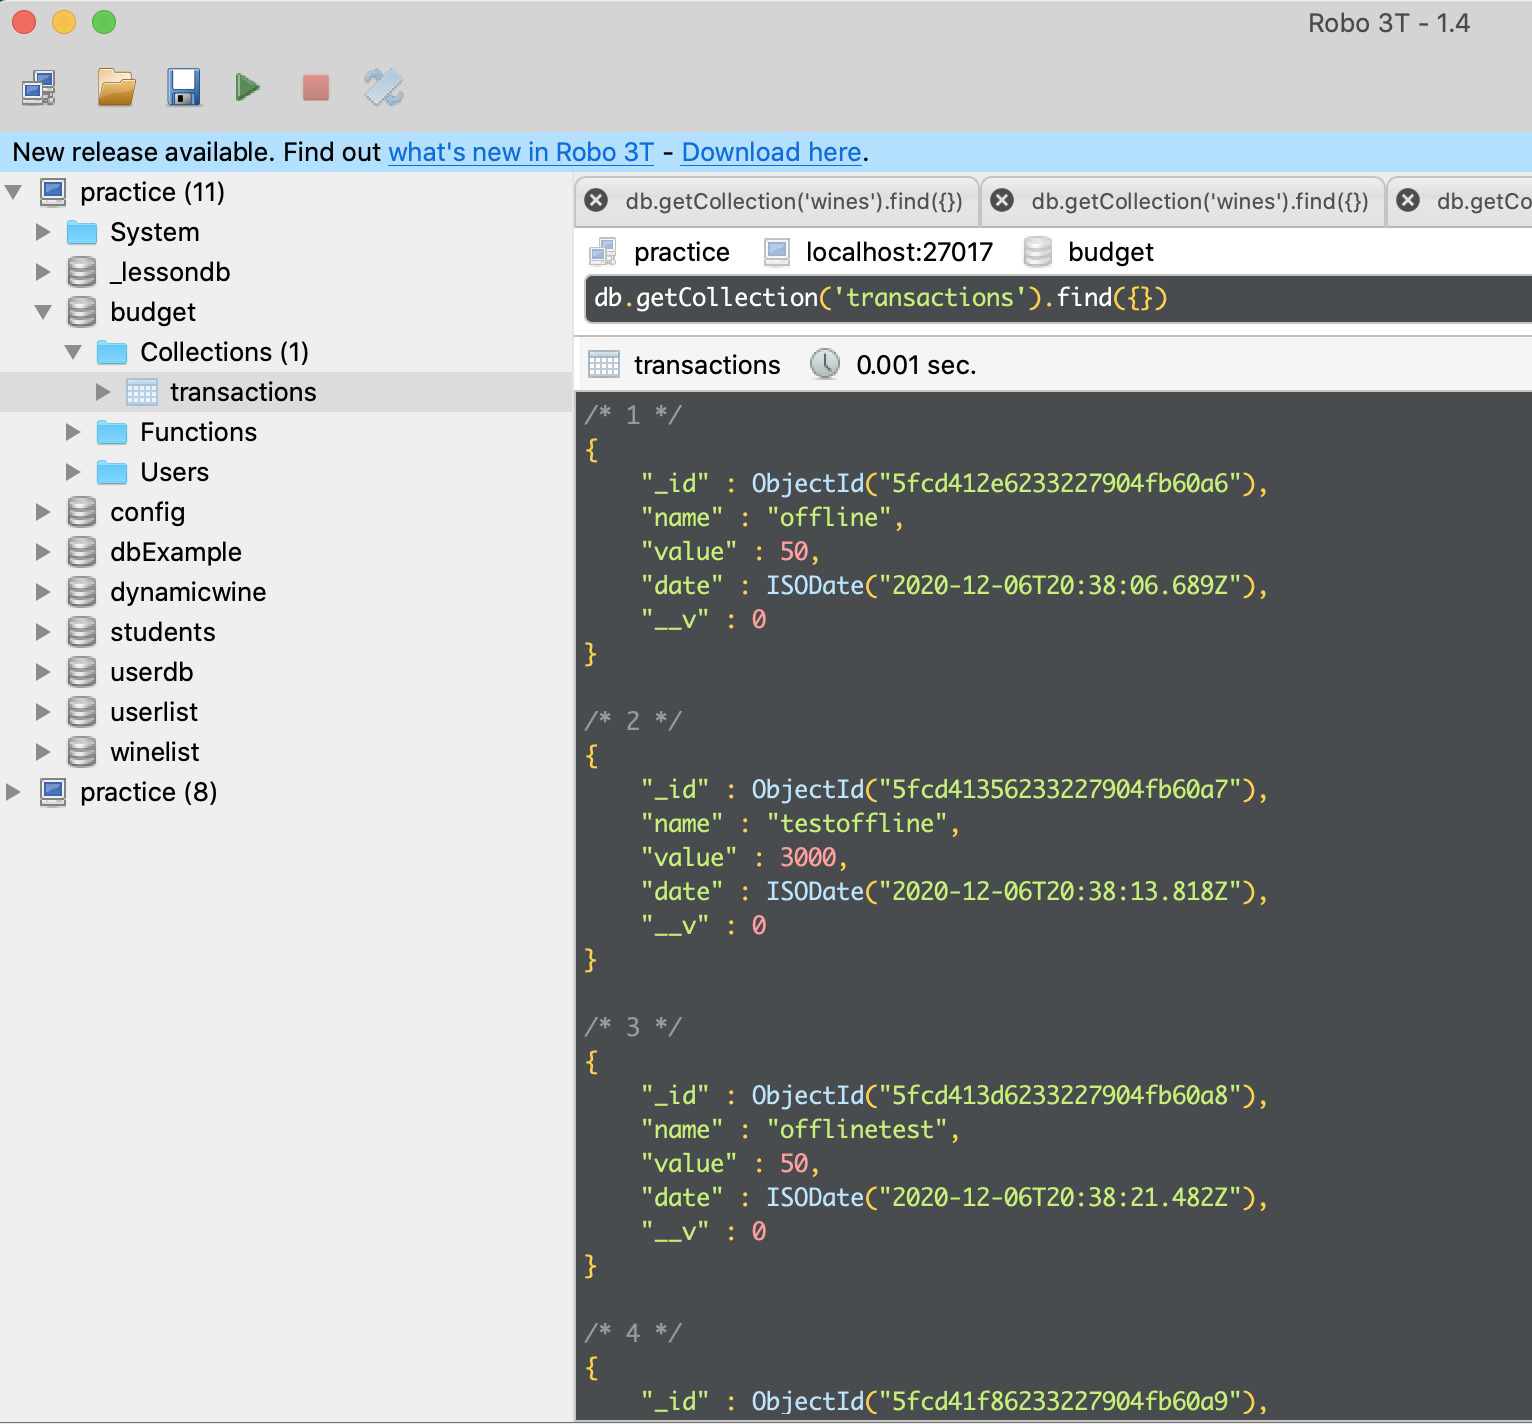 Robo 3T - 1.4
New release available. Find out what's new in Robo 3T - Download here.
practice (11)
System
_lessondb
budget
Collections (1)
transactions
Functions
Users
config
dbExample
dynamicwine
students
userdb
userlist
winelist
practice (8)
db.getCollection('wines').find({}) db.getCollection('wines').find({}) db.getCo
practice localhost:27017 budget
db.getCollection('transactions').find({})
transactions 0.001 sec.
/* 1 */
{
"_id" : ObjectId("5fcd412e6233227904fb60a6"),
"name" : "offline",
"value" : 50,
"date" : ISODate("2020-12-06T20:38:06.689Z"),
"__v" : 0
}
/* 2 */
{
"_id" : ObjectId("5fcd41356233227904fb60a7"),
"name" : "testoffline",
"value" : 3000,
"date" : ISODate("2020-12-06T20:38:13.818Z"),
"__v" : 0
}
/* 3 */
{
"_id" : ObjectId("5fcd413d6233227904fb60a8"),
"name" : "offlinetest",
"value" : 50,
"date" : ISODate("2020-12-06T20:38:21.482Z"),
"__v" : 0
}
/* 4 */
{
"_id" : ObjectId("5fcd41f86233227904fb60a9"),